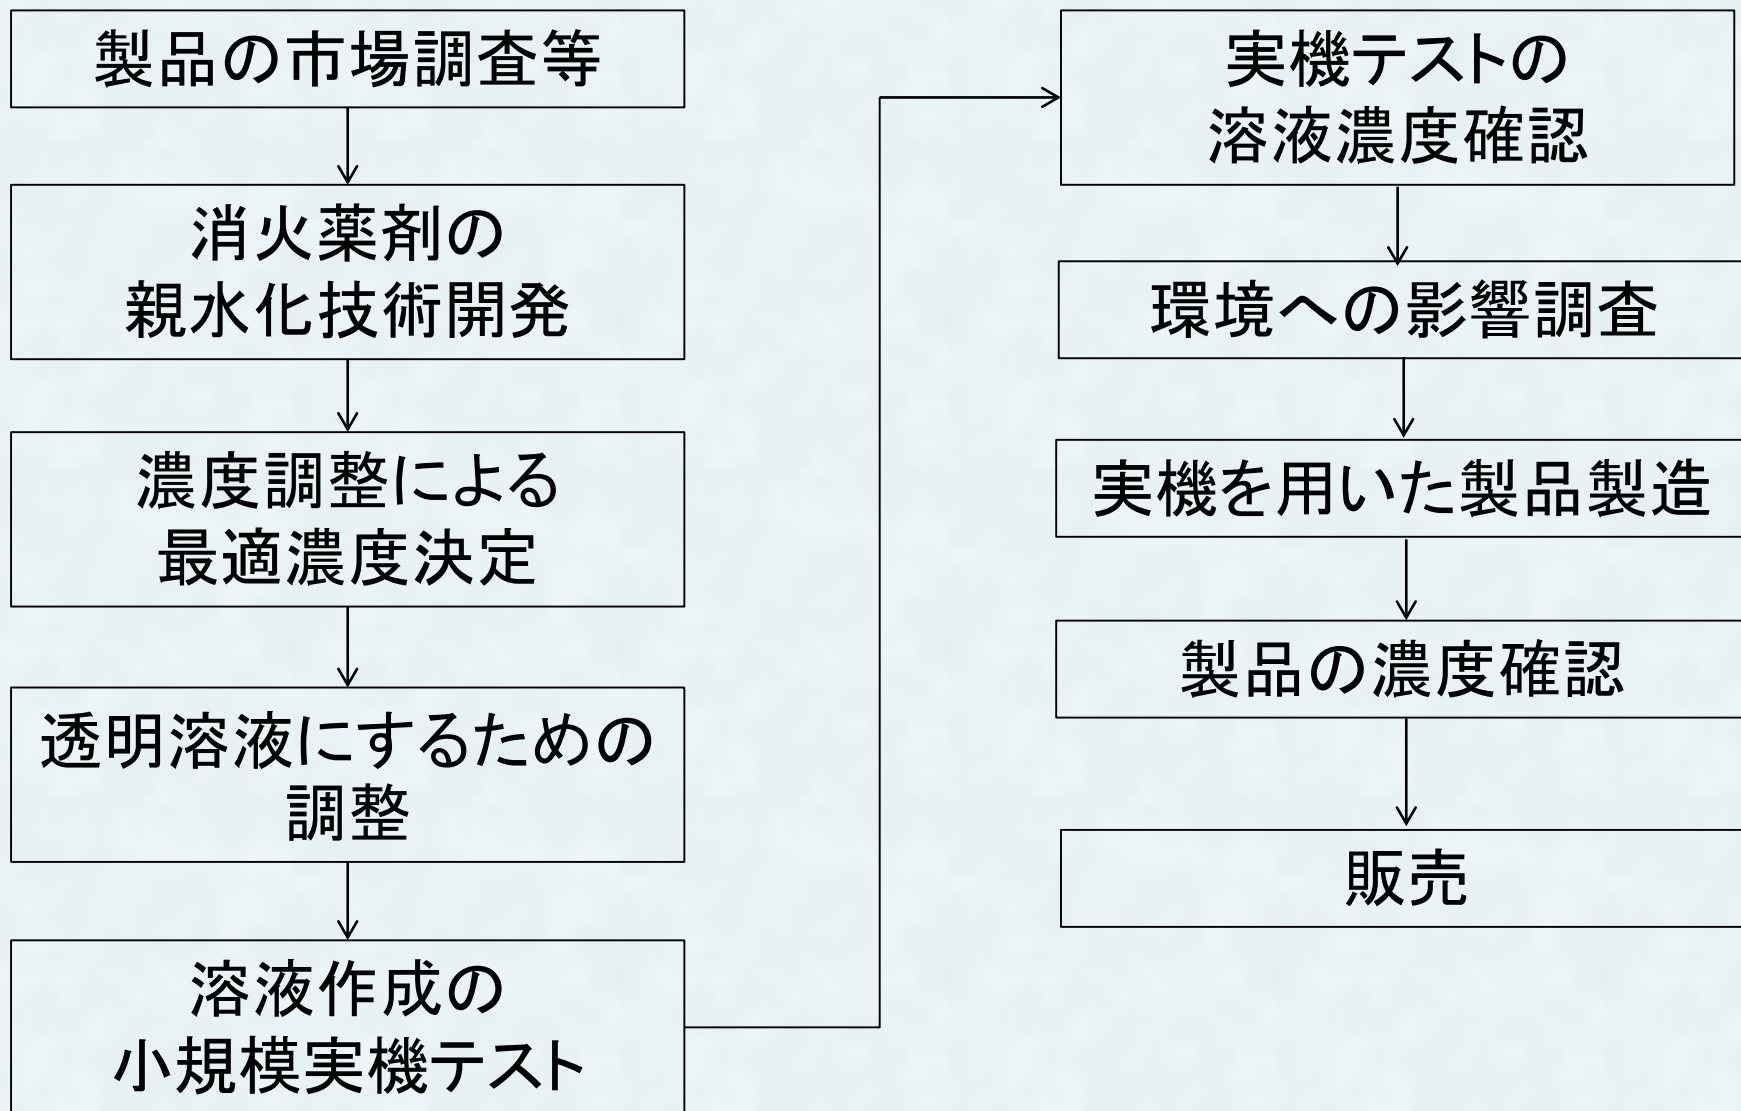 製品の市場調査等
消火薬剤の
親水化技術開発
濃度調整による
最適濃度決定
透明溶液にするための
調整
溶液作成の
小規模実機テスト
実機テストの
溶液濃度確認
環境への影響調査
実機を用いた製品製造
製品の濃度確認
販売